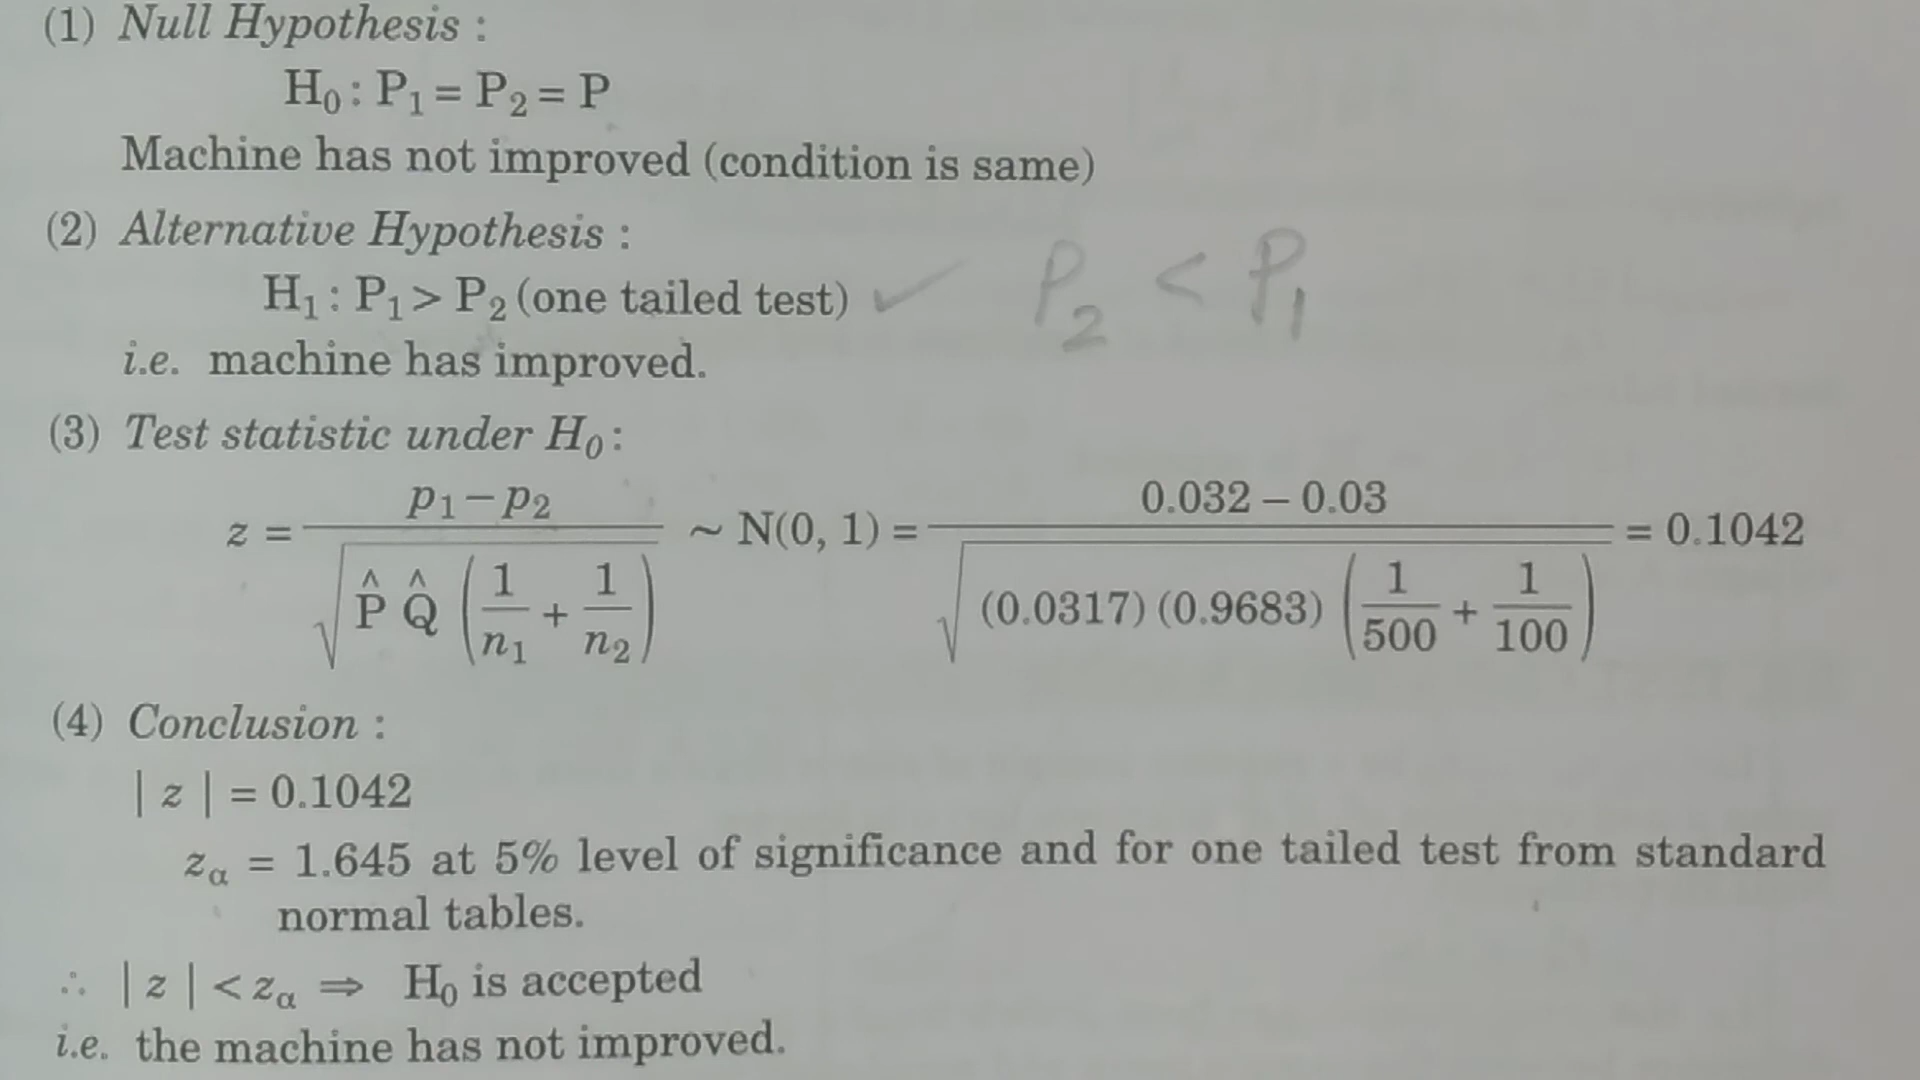 (1) Null Hypothesis :
H₀ : P₁ = P₂ = P
Machine has not improved (condition is same)
(2) Alternative Hypothesis :
H₁ : P₁ > P₂ (one tailed test) ✓ P₂ < P₁
i.e. machine has improved.
(3) Test statistic under H₀ :
z = (p₁ − p₂) / √(P̂ Q̂ (1/n₁ + 1/n₂)) ~ N(0, 1) = (0.032 − 0.03) / √((0.0317) (0.9683) (1/500 + 1/100)) = 0.1042
(4) Conclusion :
| z | = 0.1042
z_α = 1.645 at 5% level of significance and for one tailed test from standard
normal tables.
∴ | z | < z_α ⇒ H₀ is accepted
i.e. the machine has not improved.